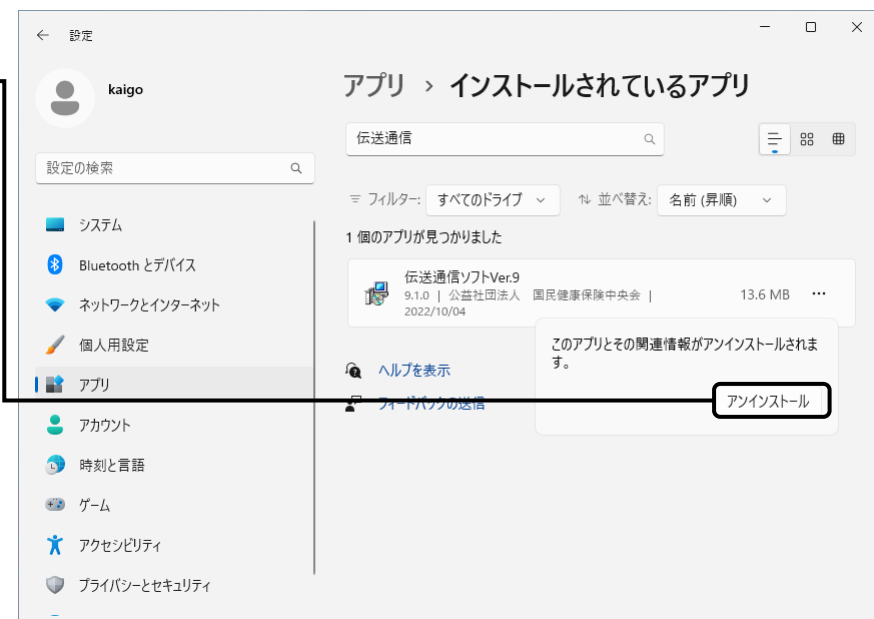 設定
kaigo
設定の検索
システム
Bluetooth とデバイス
ネットワークとインターネット
個人用設定
アプリ
アカウント
時刻と言語
ゲーム
アクセシビリティ
プライバシーとセキュリティ
アプリ › インストールされているアプリ
伝送通信
フィルター: すべてのドライブ 並べ替え: 名前 (昇順)
1 個のアプリが見つかりました
伝送通信ソフトVer.9
9.1.0 | 公益社団法人 国民健康保険中央会 | 13.6 MB
2022/10/04
このアプリとその関連情報がアンインストールされま
す。
アンインストール
ヘルプを表示
フィードバックの送信